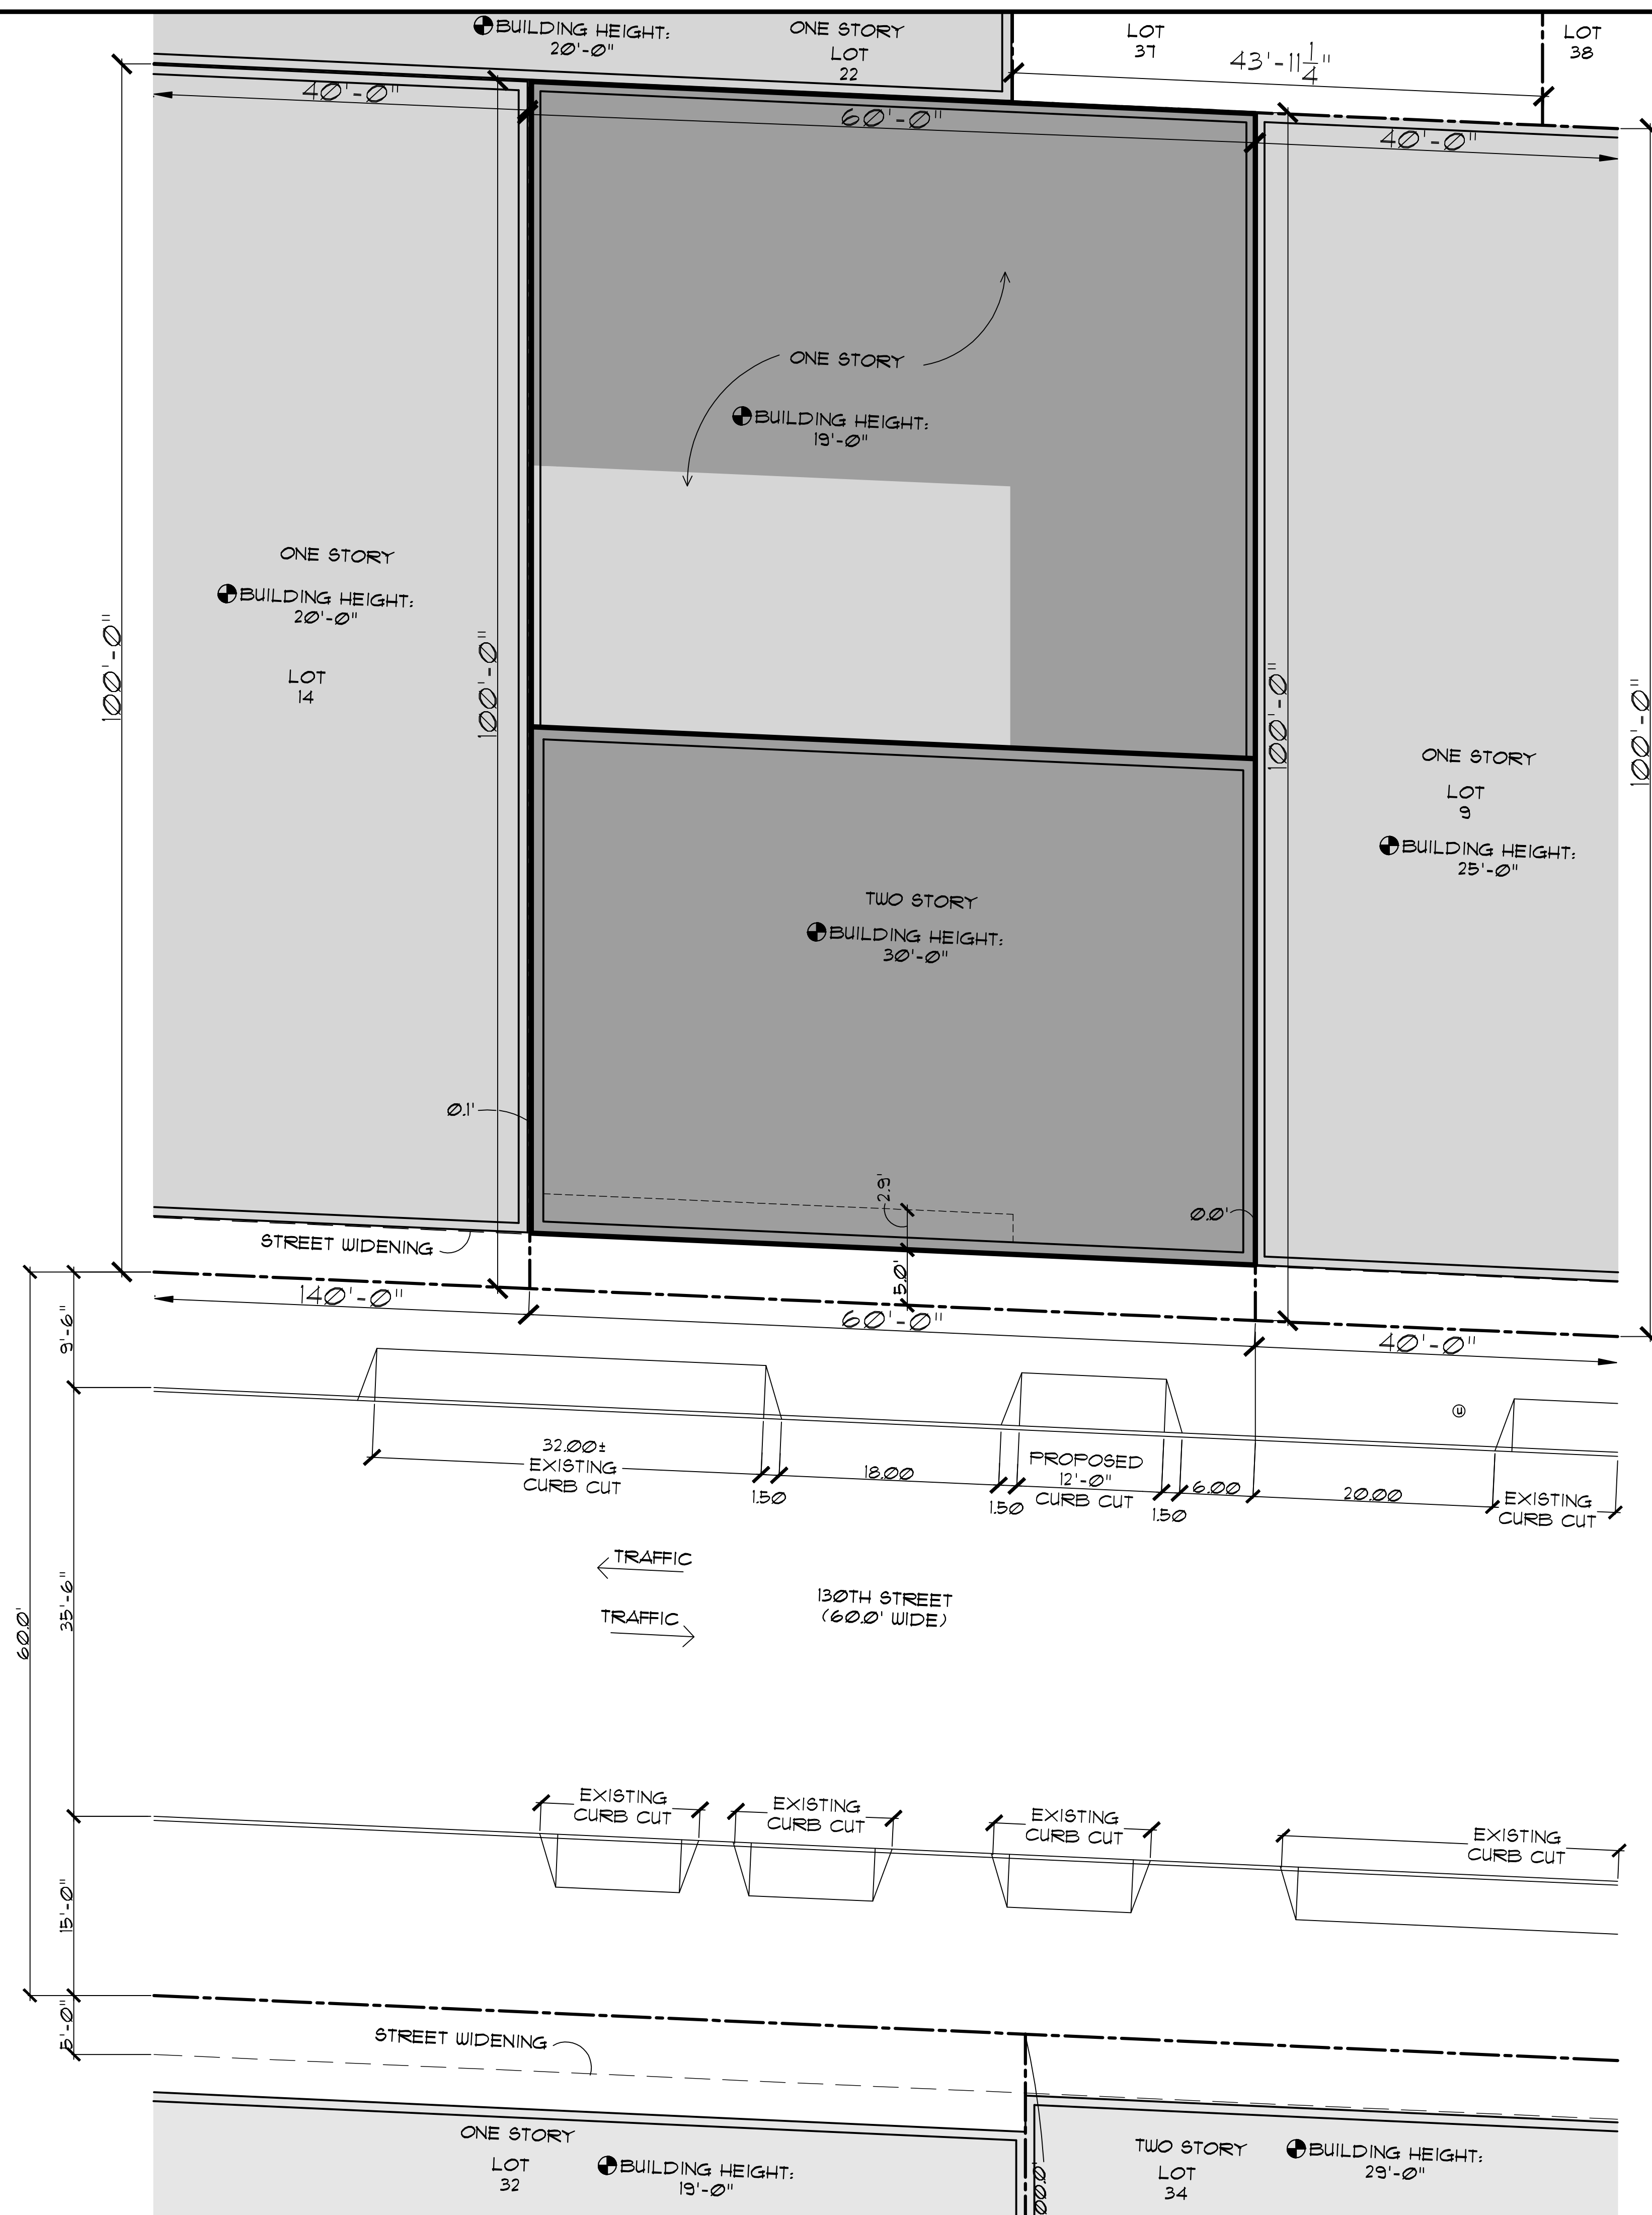 BUILDING HEIGHT:
20'-0"
ONE STORY
LOT
22
LOT
37
43'-11 1/4"
LOT
38
40'-0"
60'-0"
40'-0"
ONE STORY
BUILDING HEIGHT:
19'-0"
ONE STORY
BUILDING HEIGHT:
20'-0"
LOT
14
100'-0"
100'-0"
100'-0"
100'-0"
ONE STORY
LOT
9
BUILDING HEIGHT:
25'-0"
TWO STORY
BUILDING HEIGHT:
30'-0"
0.1'
2.9'
0.0'
STREET WIDENING
5.0'
140'-0"
60'-0"
40'-0"
9'-6"
U
32.00±
EXISTING
CURB CUT
1.50
18.00
1.50
PROPOSED
12'-0"
CURB CUT
1.50
6.00
20.00
EXISTING
CURB CUT
TRAFFIC
TRAFFIC
130TH STREET
(60.0' WIDE)
60.0'
35'-6"
EXISTING
CURB CUT
EXISTING
CURB CUT
EXISTING
CURB CUT
EXISTING
CURB CUT
15'-0"
5'-0"
STREET WIDENING
ONE STORY
LOT
32
BUILDING HEIGHT:
19'-0"
TWO STORY
LOT
34
BUILDING HEIGHT:
29'-0"